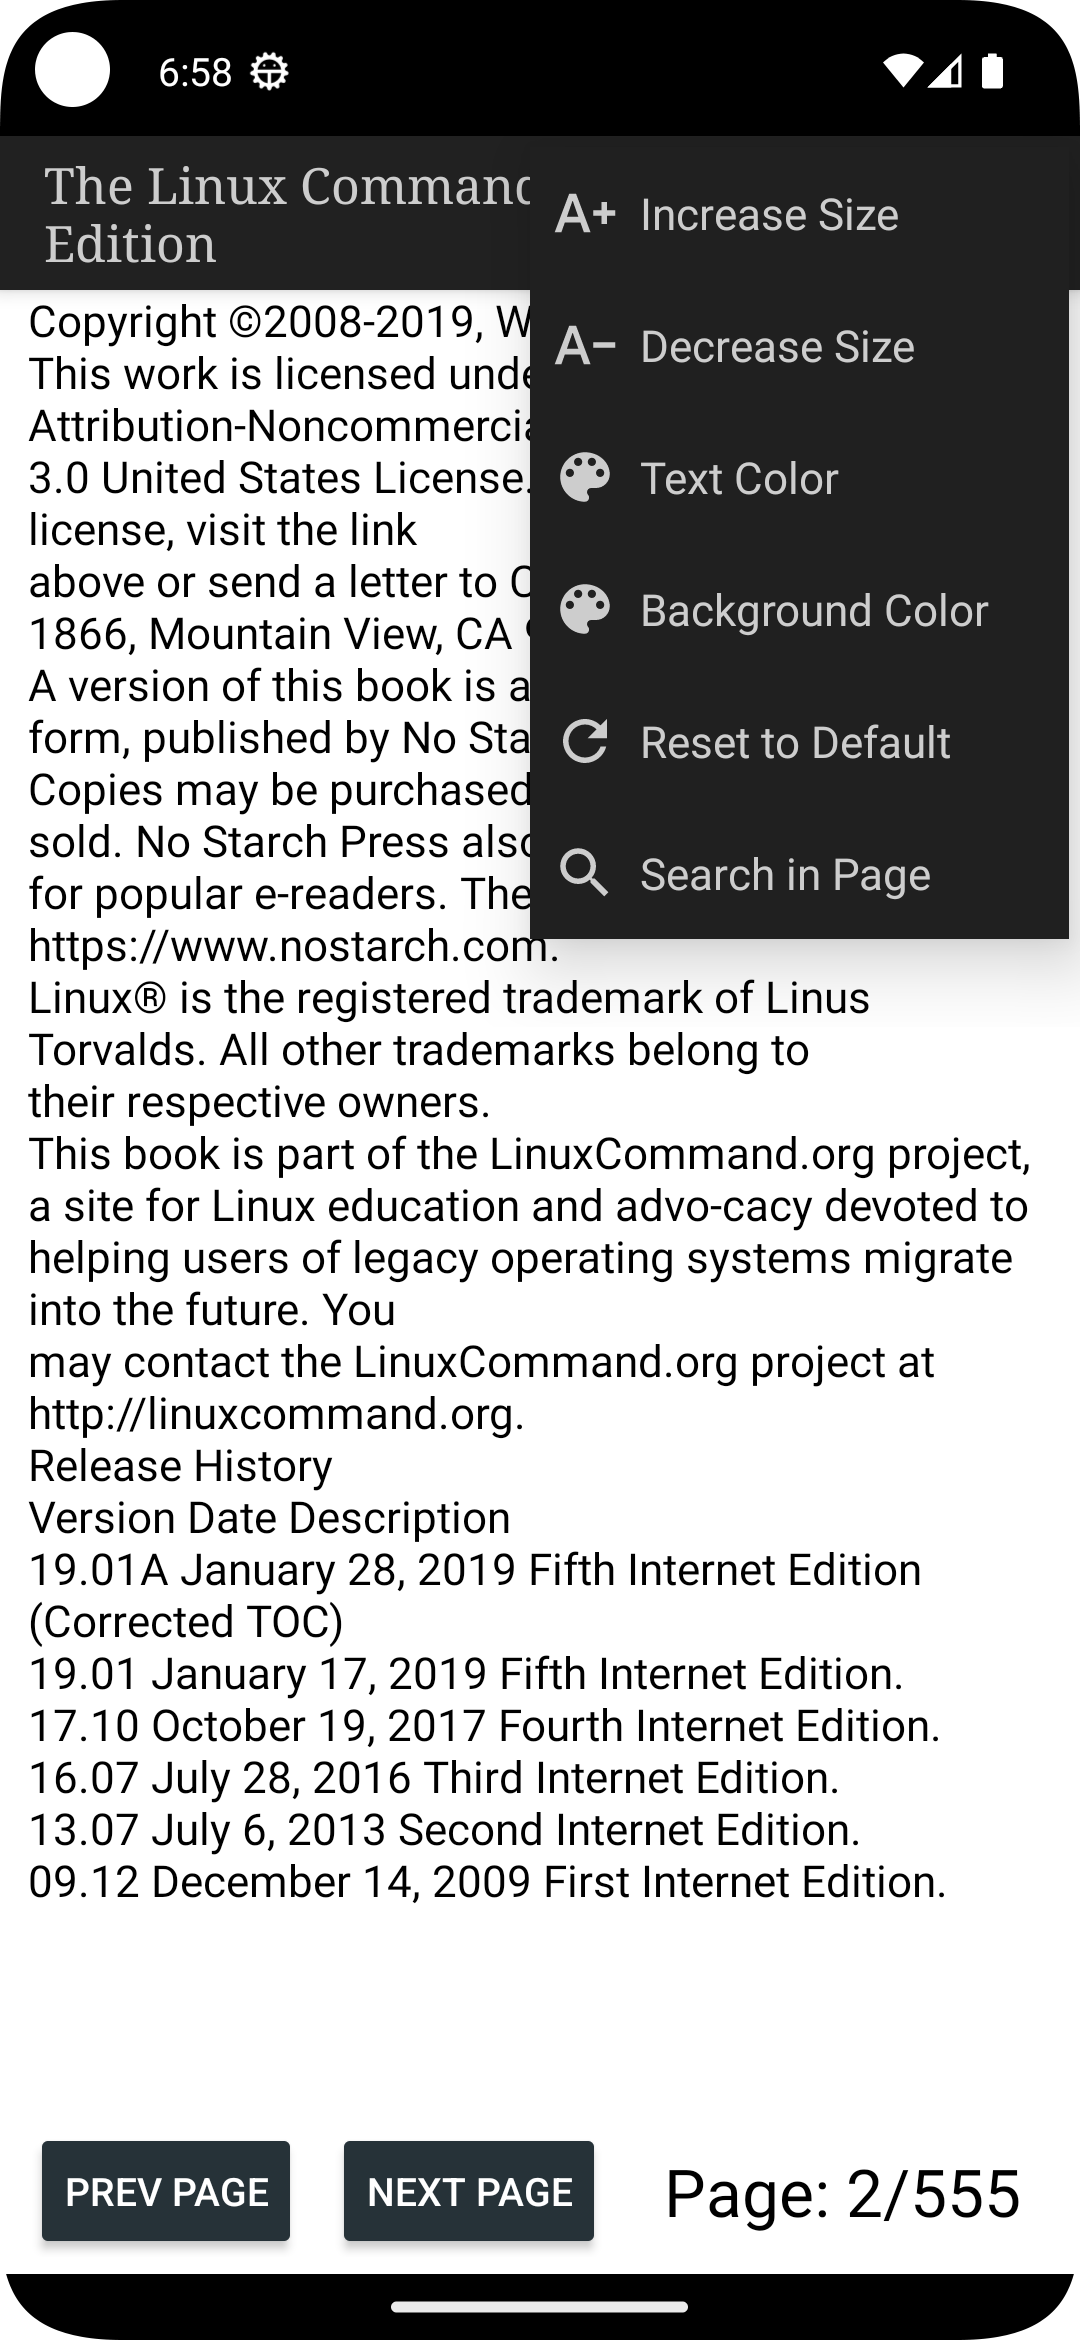 6:58
The Linux Command
Edition
A+ Increase Size
A- Decrease Size
Text Color
Background Color
Reset to Default
Search in Page
Copyright ©2008-2019,
This work is licensed
Attribution-Noncommercia
3.0 United States License.
license, visit the link
above or send a letter to
1866, Mountain View, CA
A version of this book is
form, published by No
Copies may be purchased
sold. No Starch Press also
for popular e-readers. The
https://www.nostarch.com.
Linux® is the registered trademark of Linus
Torvalds. All other trademarks belong to
their respective owners.
This book is part of the LinuxCommand.org project,
a site for Linux education and advo-cacy devoted to
helping users of legacy operating systems migrate
into the future. You
may contact the LinuxCommand.org project at
http://linuxcommand.org.
Release History
Version Date Description
19.01A January 28, 2019 Fifth Internet Edition
(Corrected TOC)
19.01 January 17, 2019 Fifth Internet Edition.
17.10 October 19, 2017 Fourth Internet Edition.
16.07 July 28, 2016 Third Internet Edition.
13.07 July 6, 2013 Second Internet Edition.
09.12 December 14, 2009 First Internet Edition.
PREV PAGE
NEXT PAGE
Page: 2/555